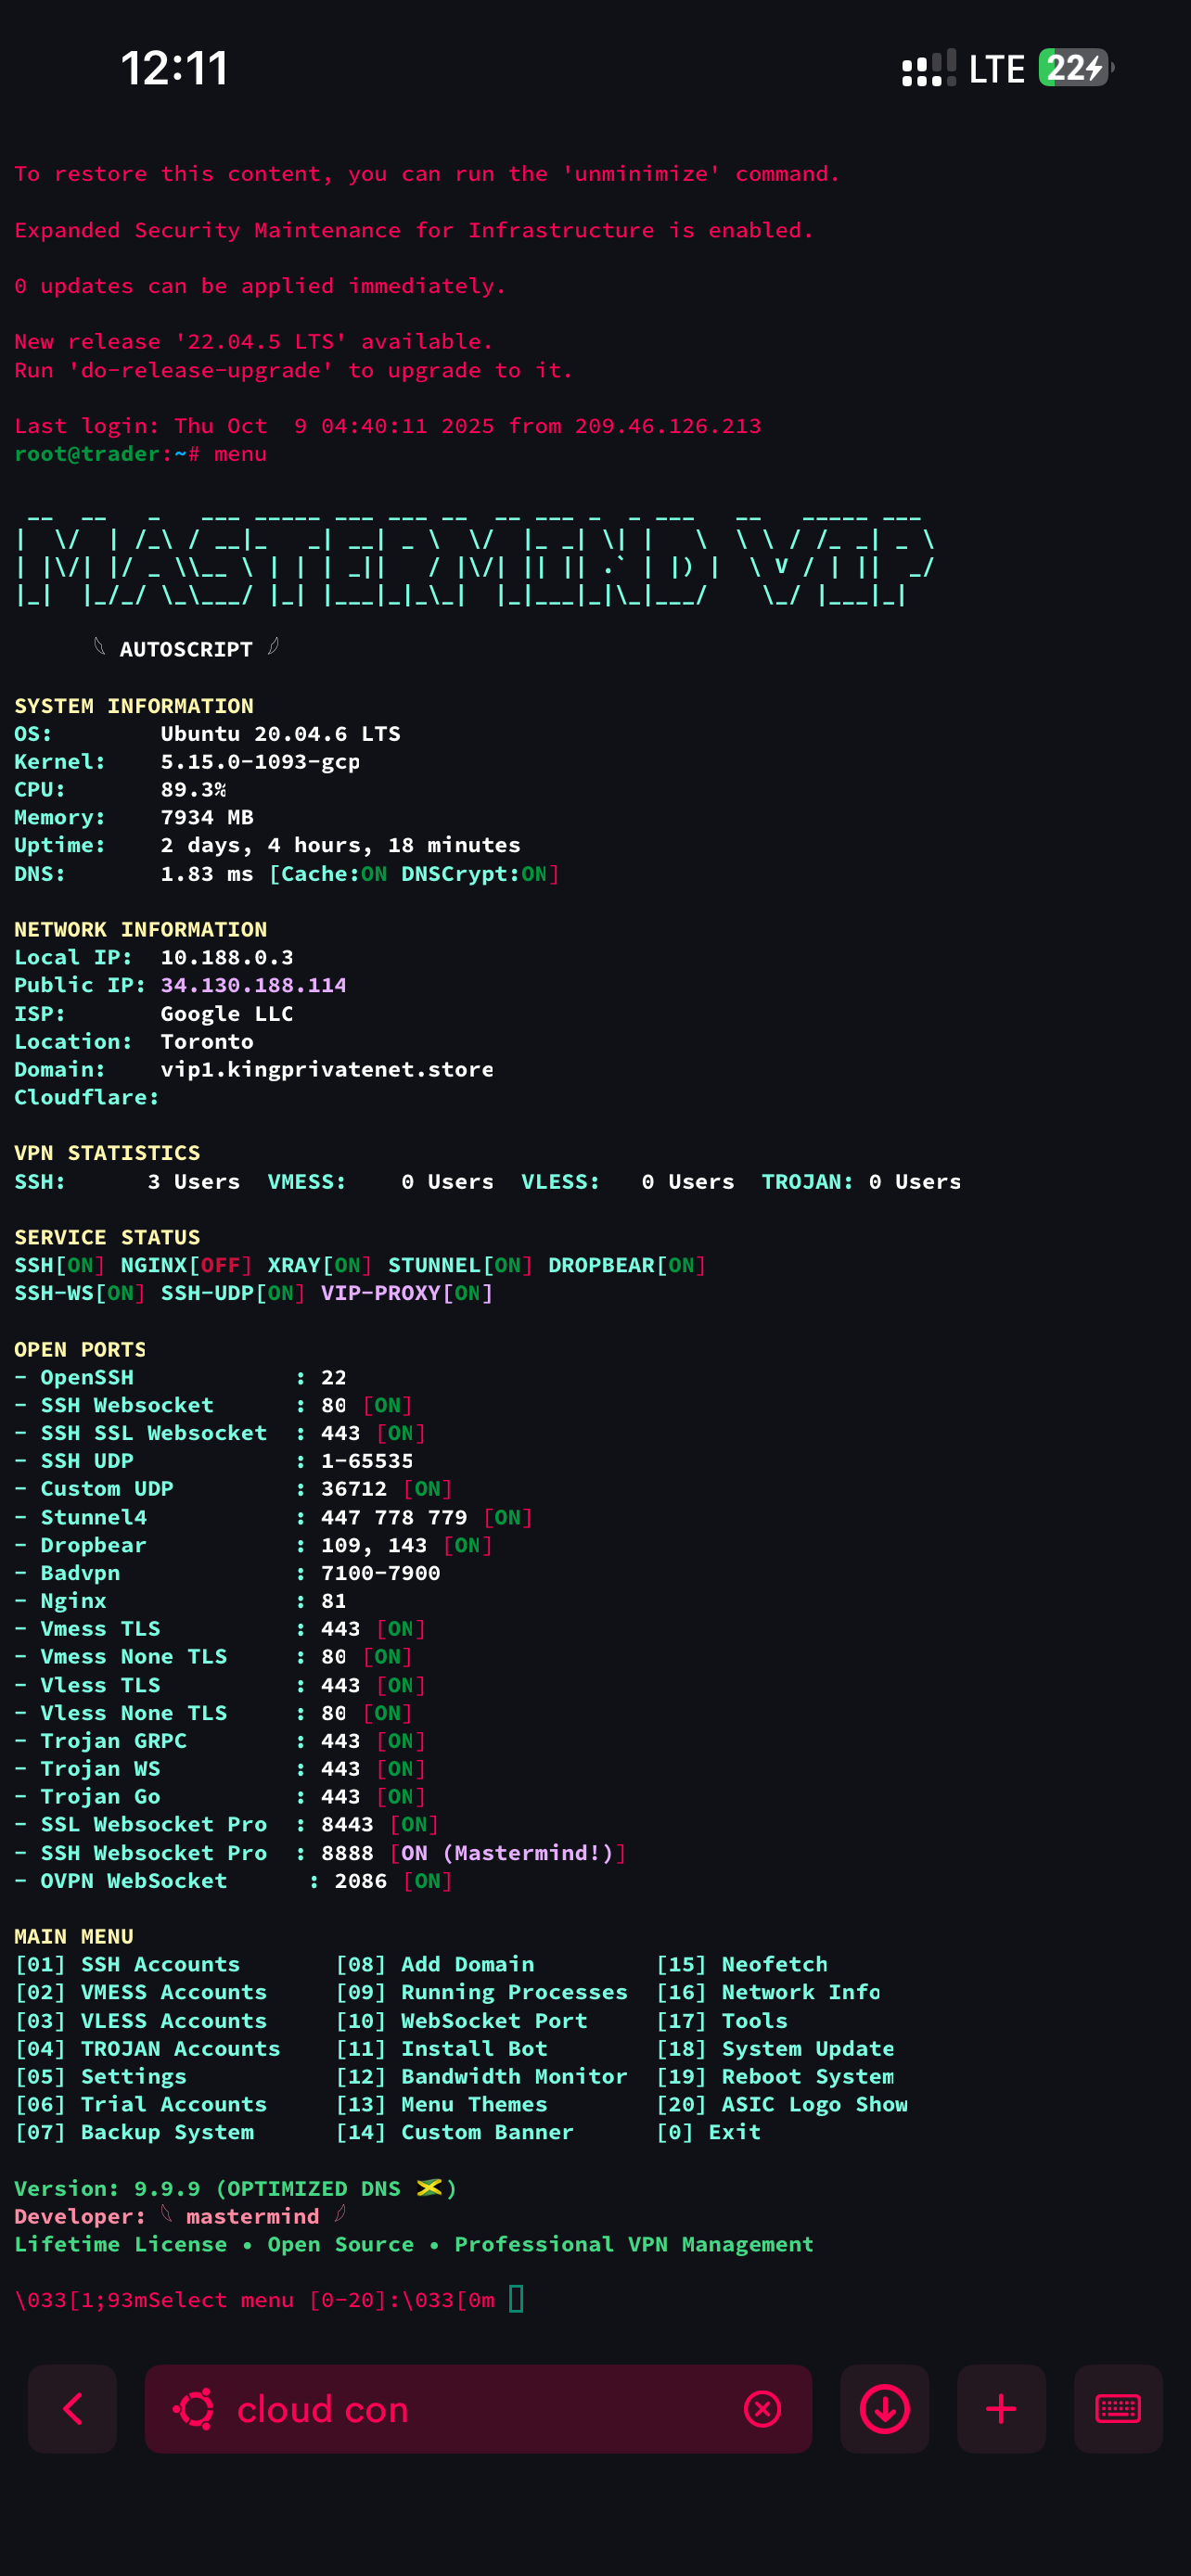 12:11 LTE 22
To restore this content, you can run the 'unminimize' command.
Expanded Security Maintenance for Infrastructure is enabled.
0 updates can be applied immediately.
New release '22.04.5 LTS' available.
Run 'do-release-upgrade' to upgrade to it.
Last login: Thu Oct  9 04:40:11 2025 from 209.46.126.213
root@trader:~# menu
MASTERMIND VIP
AUTOSCRIPT
SYSTEM INFORMATION
OS: Ubuntu 20.04.6 LTS
Kernel: 5.15.0-1093-gcp
CPU: 89.3%
Memory: 7934 MB
Uptime: 2 days, 4 hours, 18 minutes
DNS: 1.83 ms [Cache:ON DNSCrypt:ON]
NETWORK INFORMATION
Local IP: 10.188.0.3
Public IP: 34.130.188.114
ISP: Google LLC
Location: Toronto
Domain: vip1.kingprivatenet.store
Cloudflare:
VPN STATISTICS
SSH: 3 Users VMESS: 0 Users VLESS: 0 Users TROJAN: 0 Users
SERVICE STATUS
SSH[ON] NGINX[OFF] XRAY[ON] STUNNEL[ON] DROPBEAR[ON]
SSH-WS[ON] SSH-UDP[ON] VIP-PROXY[ON]
OPEN PORTS
- OpenSSH : 22
- SSH Websocket : 80 [ON]
- SSH SSL Websocket : 443 [ON]
- SSH UDP : 1-65535
- Custom UDP : 36712 [ON]
- Stunnel4 : 447 778 779 [ON]
- Dropbear : 109, 143 [ON]
- Badvpn : 7100-7900
- Nginx : 81
- Vmess TLS : 443 [ON]
- Vmess None TLS : 80 [ON]
- Vless TLS : 443 [ON]
- Vless None TLS : 80 [ON]
- Trojan GRPC : 443 [ON]
- Trojan WS : 443 [ON]
- Trojan Go : 443 [ON]
- SSL Websocket Pro : 8443 [ON]
- SSH Websocket Pro : 8888 [ON (Mastermind!)]
- OVPN WebSocket : 2086 [ON]
MAIN MENU
[01] SSH Accounts [08] Add Domain [15] Neofetch
[02] VMESS Accounts [09] Running Processes [16] Network Info
[03] VLESS Accounts [10] WebSocket Port [17] Tools
[04] TROJAN Accounts [11] Install Bot [18] System Update
[05] Settings [12] Bandwidth Monitor [19] Reboot System
[06] Trial Accounts [13] Menu Themes [20] ASIC Logo Show
[07] Backup System [14] Custom Banner [0] Exit
Version: 9.9.9 (OPTIMIZED DNS 🇯🇲)
Developer: mastermind
Lifetime License • Open Source • Professional VPN Management
\033[1;93mSelect menu [0-20]:\033[0m
cloud con